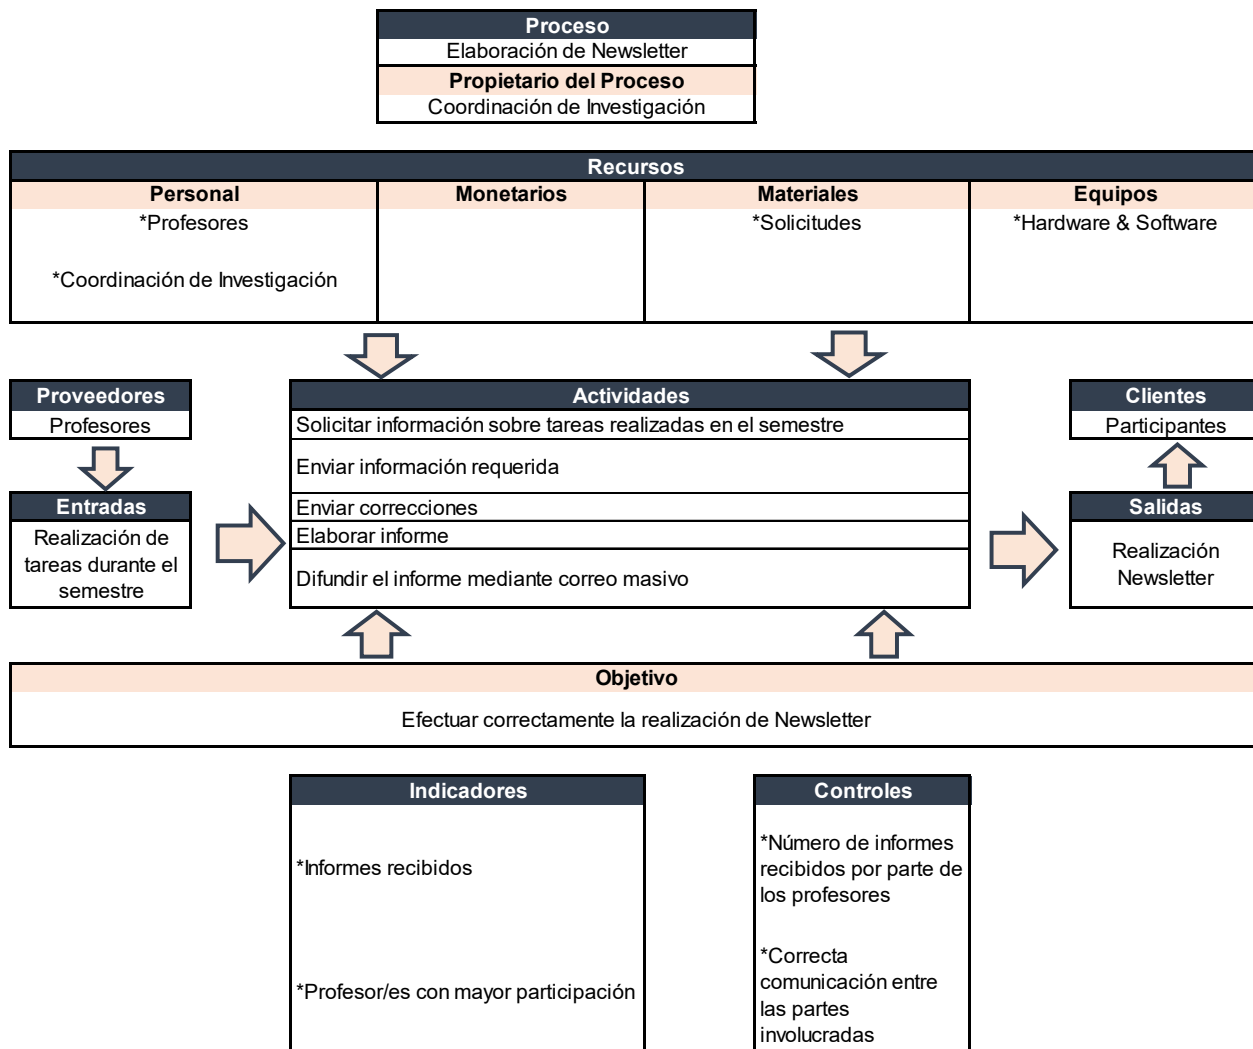 Proceso
Elaboración de Newsletter
Propietario del Proceso
Coordinación de Investigación
Recursos
Personal
*Profesores
*Coordinación de Investigación
Monetarios
Materiales
*Solicitudes
Equipos
*Hardware & Software
Proveedores
Profesores
Entradas
Realización de
tareas durante el
semestre
Actividades
Solicitar información sobre tareas realizadas en el semestre
Enviar información requerida
Enviar correcciones
Elaborar informe
Difundir el informe mediante correo masivo
Clientes
Participantes
Salidas
Realización
Newsletter
Objetivo
Efectuar correctamente la realización de Newsletter
Indicadores
*Informes recibidos
*Profesor/es con mayor participación
Controles
*Número de informes
recibidos por parte de
los profesores
*Correcta
comunicación entre
las partes
involucradas